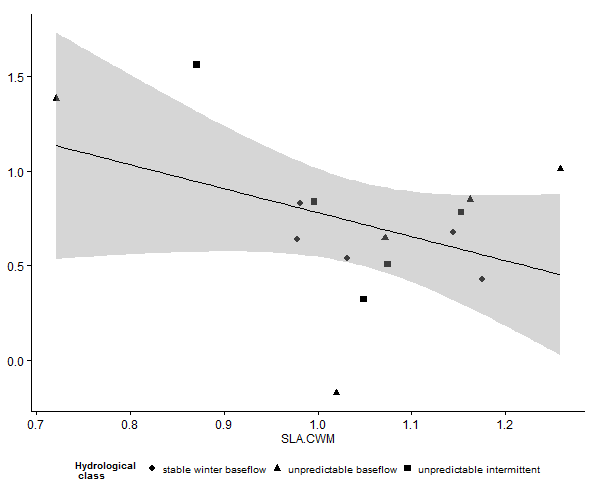 1.5
1.0
0.5
0.0
0.7 0.8 0.9 1.0 1.1 1.2
SLA.CWM
Hydrological
class
stable winter baseflow unpredictable baseflow unpredictable intermittent